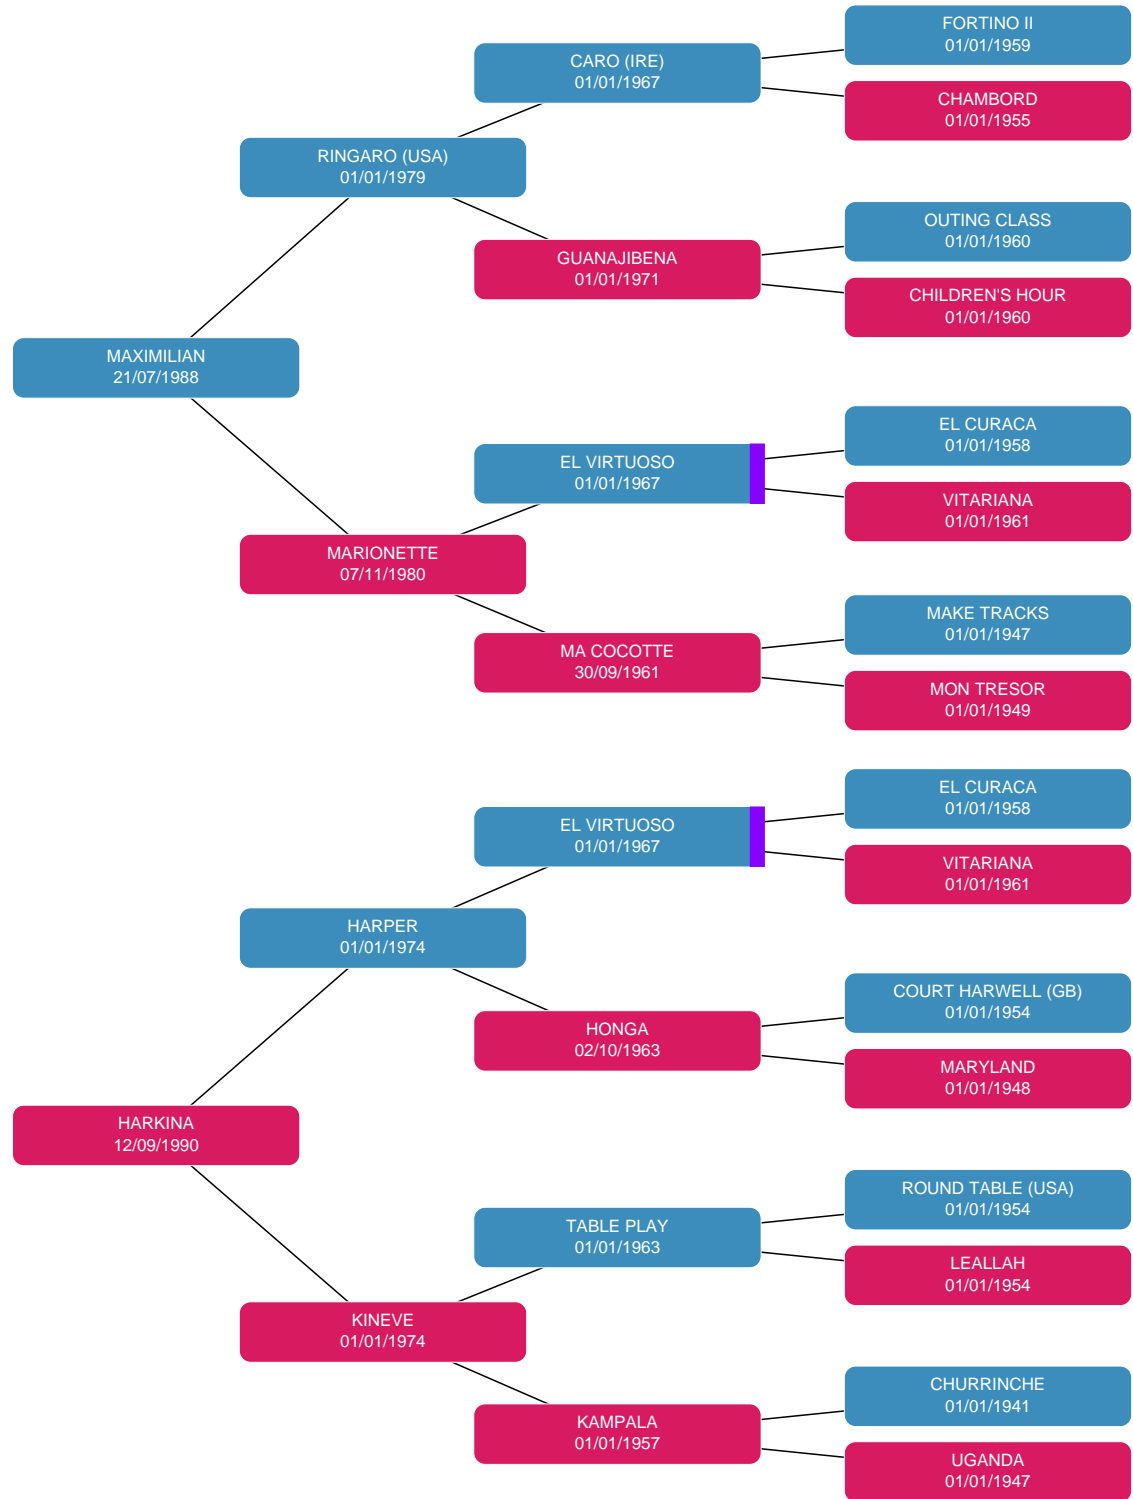 FORTINO II
01/01/1959
CARO (IRE)
01/01/1967
CHAMBORD
01/01/1955
RINGARO (USA)
01/01/1979
OUTING CLASS
01/01/1960
GUANAJIBENA
01/01/1971
CHILDREN'S HOUR
01/01/1960
MAXIMILIAN
21/07/1988
EL CURACA
01/01/1958
EL VIRTUOSO
01/01/1967
VITARIANA
01/01/1961
MARIONETTE
07/11/1980
MAKE TRACKS
01/01/1947
MA COCOTTE
30/09/1961
MON TRESOR
01/01/1949
EL CURACA
01/01/1958
EL VIRTUOSO
01/01/1967
VITARIANA
01/01/1961
HARPER
01/01/1974
COURT HARWELL (GB)
01/01/1954
HONGA
02/10/1963
MARYLAND
01/01/1948
HARKINA
12/09/1990
ROUND TABLE (USA)
01/01/1954
TABLE PLAY
01/01/1963
LEALLAH
01/01/1954
KINEVE
01/01/1974
CHURRINCHE
01/01/1941
KAMPALA
01/01/1957
UGANDA
01/01/1947